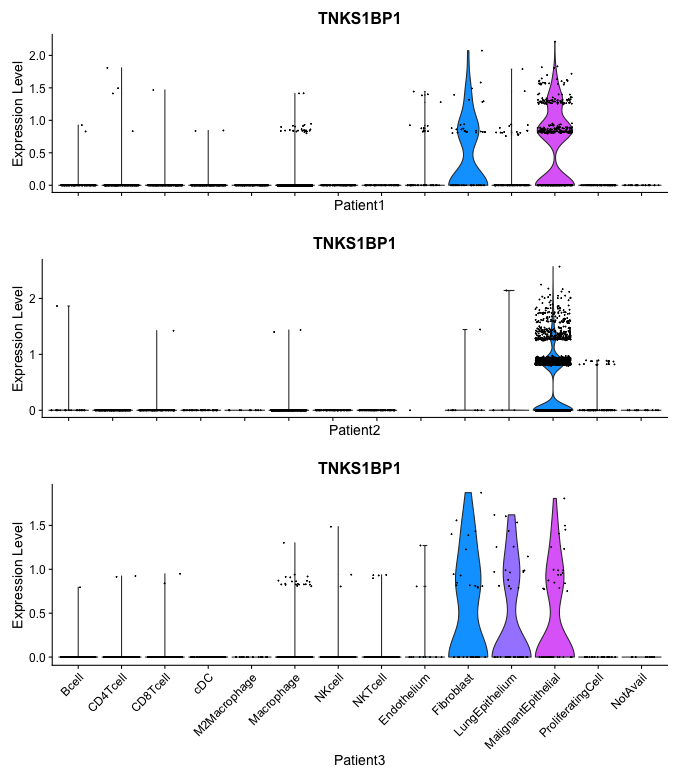 TNKS1BP1
Expression Level
2.0
1.5
1.0
0.5
0.0
Patient1
TNKS1BP1
Expression Level
2
1
0
Patient2
TNKS1BP1
Expression Level
1.5
1.0
0.5
0.0
Bcell
CD4Tcell
CD8Tcell
cDC
M2Macrophage
Macrophage
NKcell
NKTcell
Endothelium
Fibroblast
LungEpithelium
MalignantEpithelial
ProliferatingCell
NotAvail
Patient3